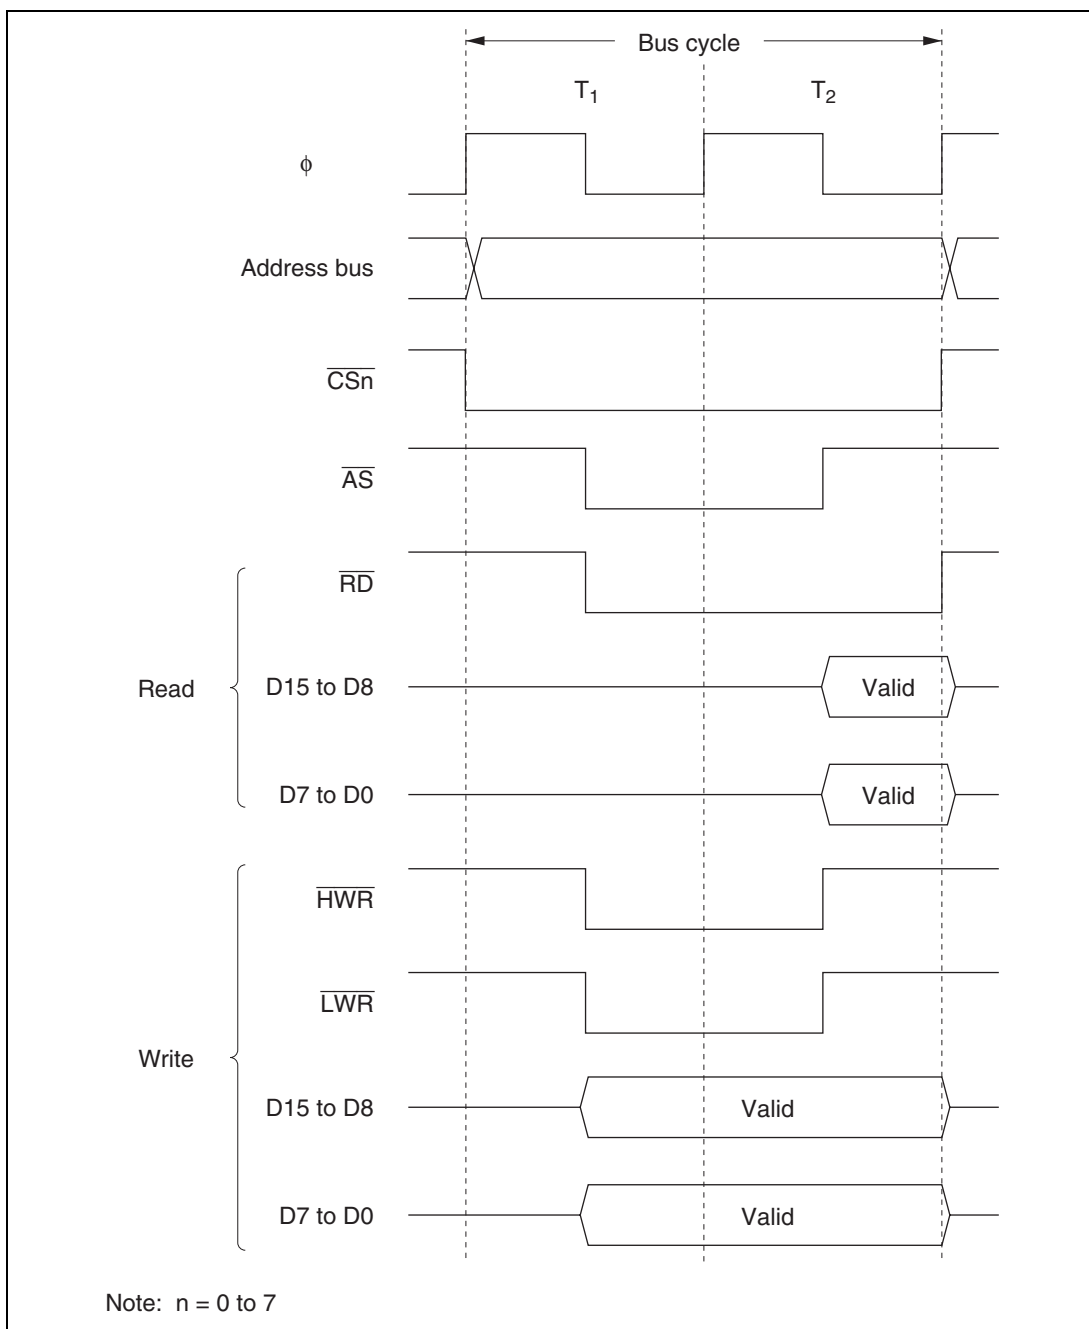 Bus cycle
T1 T2
ϕ
Address bus
CSn
AS
RD
Read D15 to D8 Valid
D7 to D0 Valid
HWR
LWR
Write
D15 to D8 Valid
D7 to D0 Valid
Note: n = 0 to 7